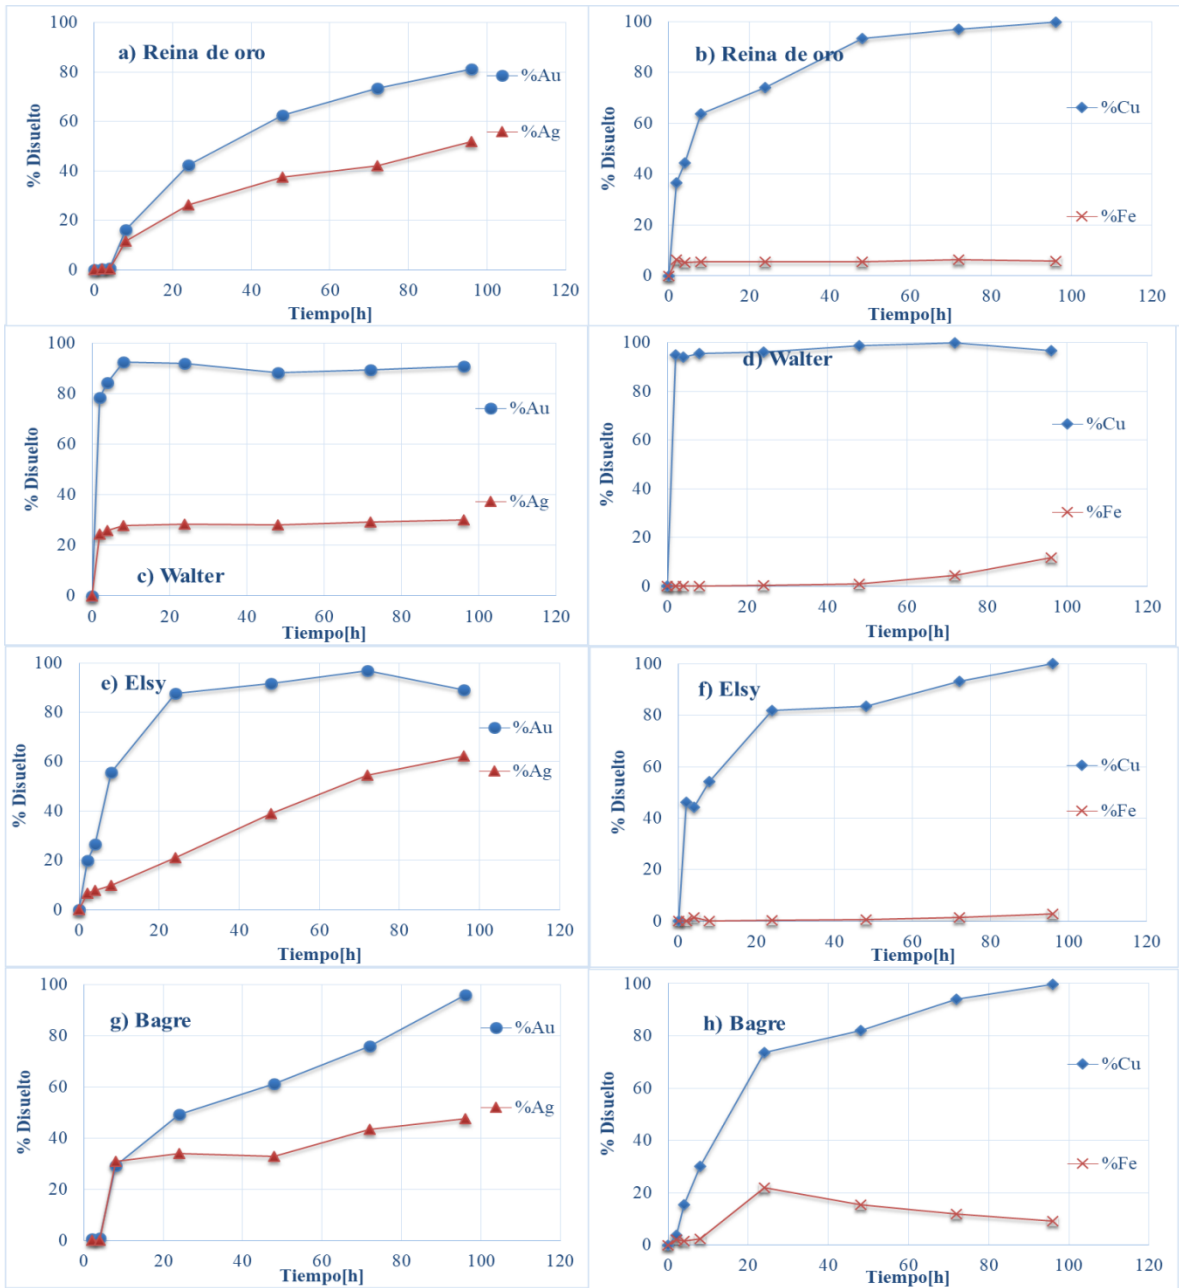 100
80
60
40
20
0
% Disuelto
a) Reina de oro
%Au
%Ag
0 20 40 60 80 100 120
Tiempo[h]
100
80
60
40
20
0
% Disuelto
b) Reina de oro
%Cu
%Fe
0 20 40 60 80 100 120
Tiempo[h]
100
80
60
40
20
0
% Disuelto
%Au
%Ag
c) Walter
0 20 40 60 80 100 120
Tiempo[h]
100
80
60
40
20
0
% Disuelto
d) Walter
%Cu
%Fe
0 20 40 60 80 100 120
Tiempo[h]
100
80
60
40
20
0
% Disuelto
e) Elsy
%Au
%Ag
0 20 40 60 80 100 120
Tiempo[h]
100
80
60
40
20
0
% Disuelto
f) Elsy
%Cu
%Fe
0 20 40 60 80 100 120
Tiempo[h]
100
80
60
40
20
0
% Disuelto
g) Bagre
%Au
%Ag
0 20 40 60 80 100 120
Tiempo[h]
100
80
60
40
20
0
% Disuelto
h) Bagre
%Cu
%Fe
0 20 40 60 80 100 120
Tiempo[h]